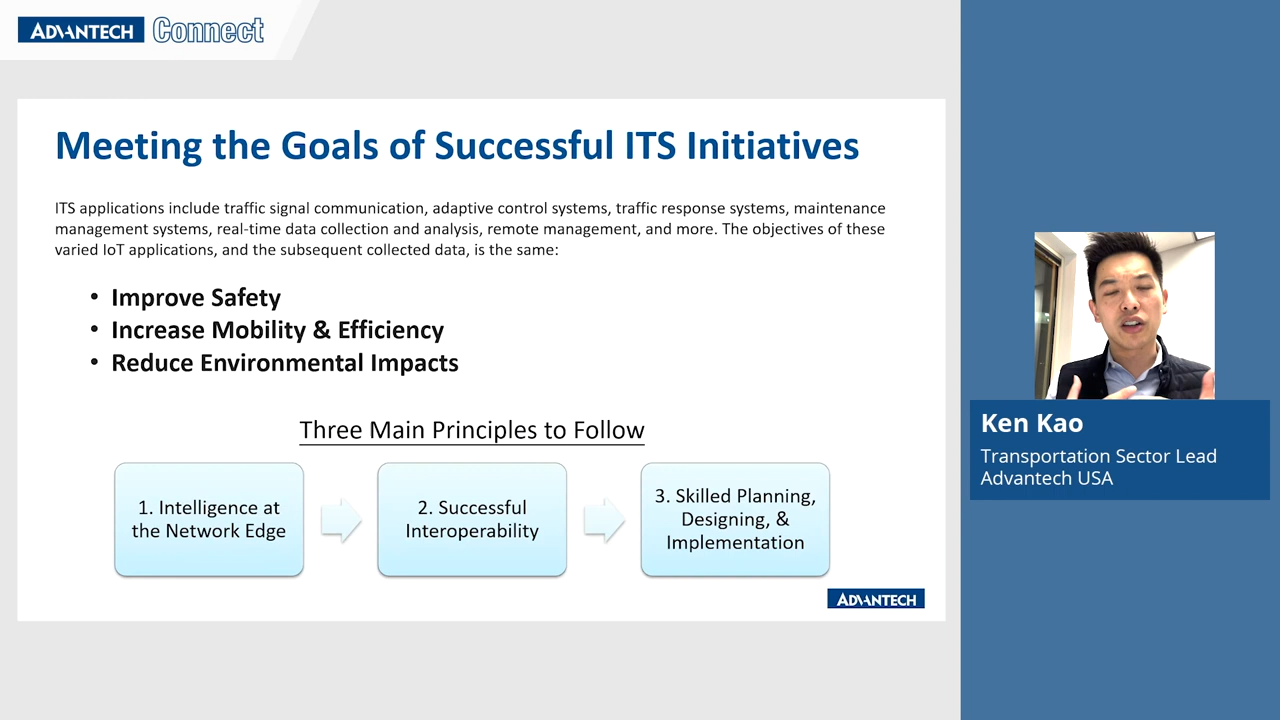 ADVANTECH Connect
Meeting the Goals of Successful ITS Initiatives
ITS applications include traffic signal communication, adaptive control systems, traffic response systems, maintenance
management systems, real-time data collection and analysis, remote management, and more. The objectives of these
varied IoT applications, and the subsequent collected data, is the same:
• Improve Safety
• Increase Mobility & Efficiency
• Reduce Environmental Impacts
Three Main Principles to Follow
1. Intelligence at
the Network Edge
2. Successful
Interoperability
3. Skilled Planning,
Designing, &
Implementation
ADVANTECH
Ken Kao
Transportation Sector Lead
Advantech USA